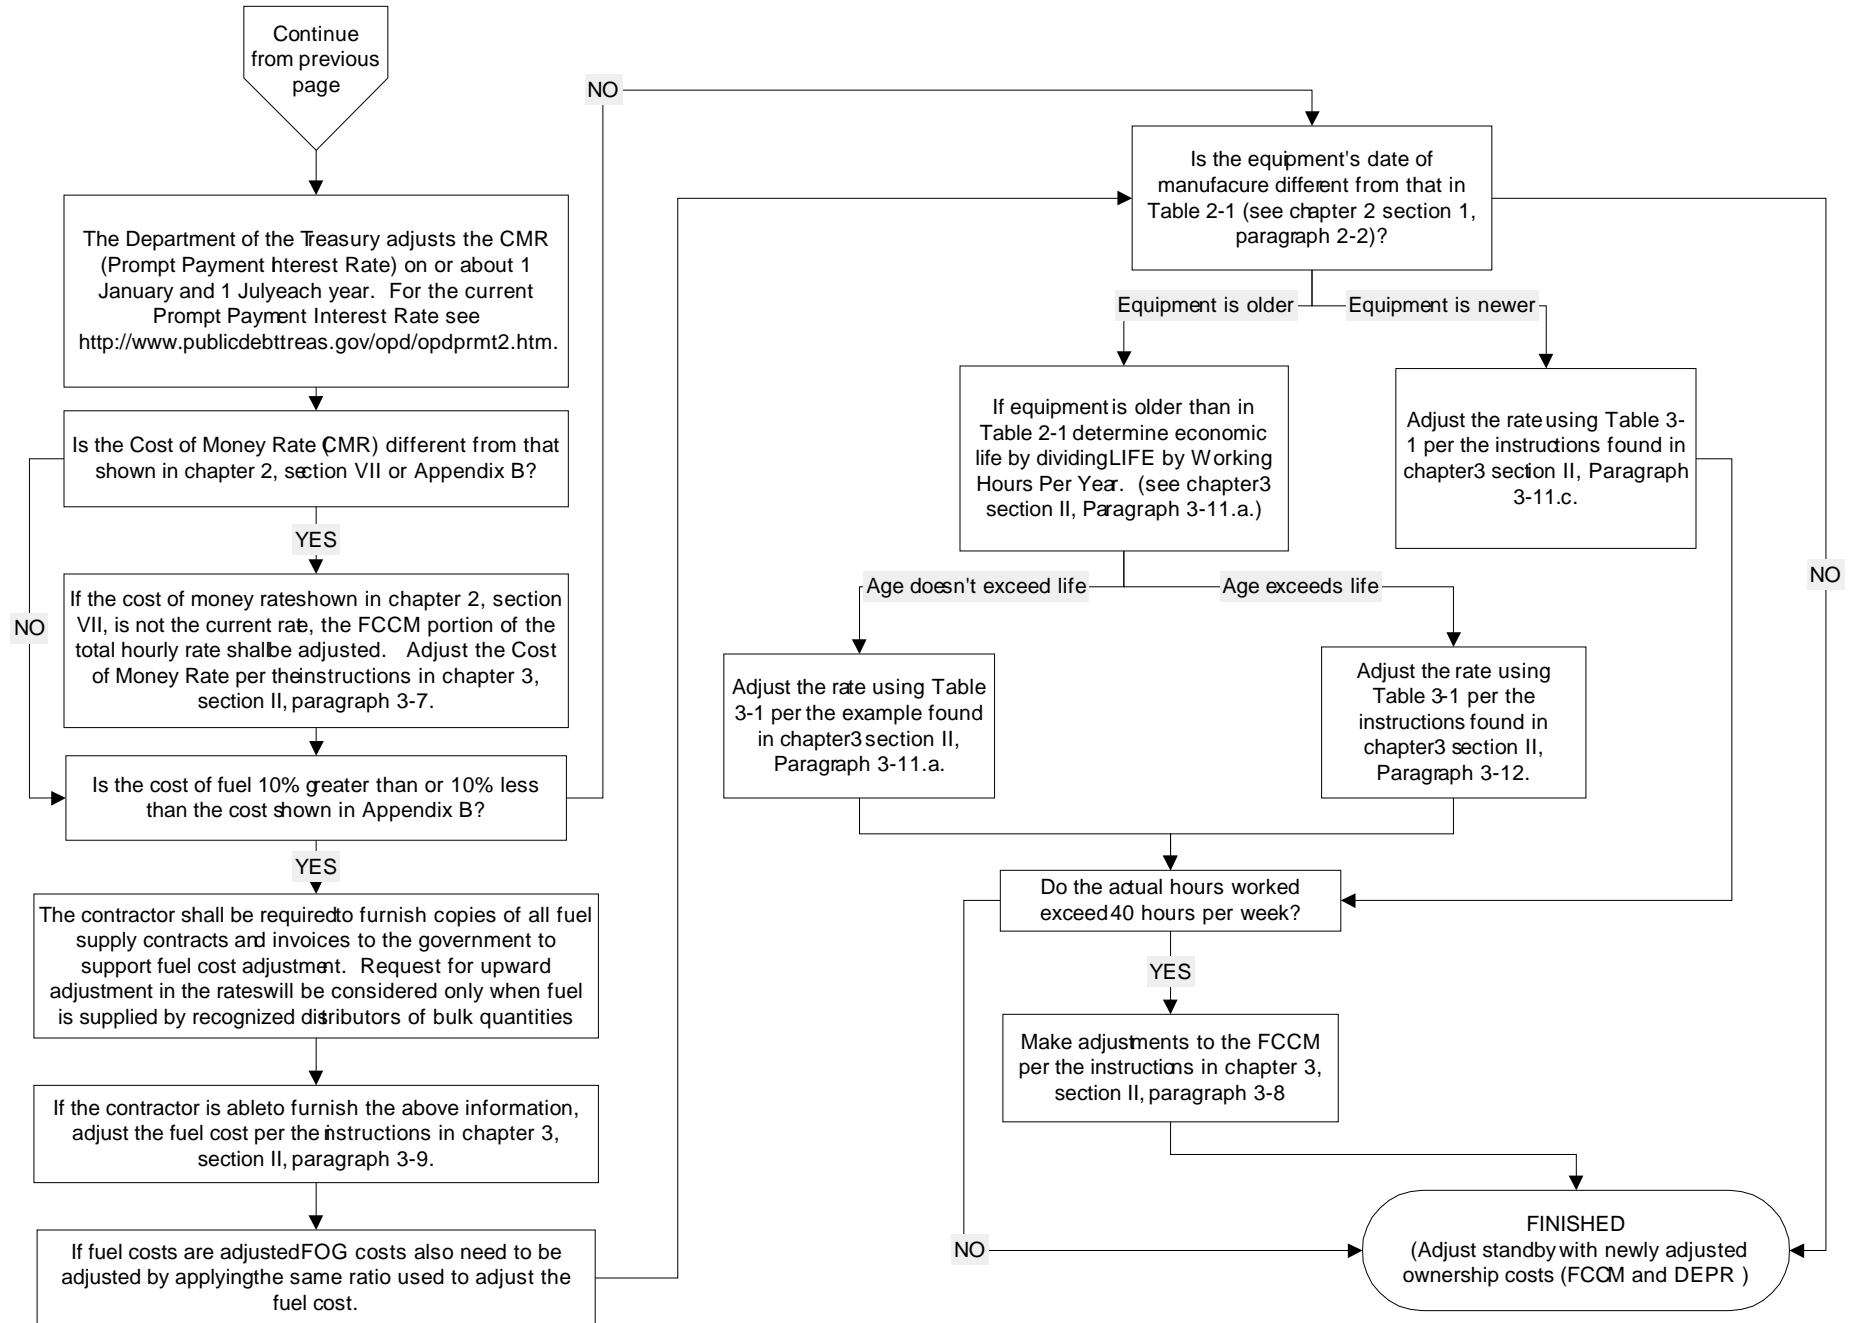 Continue
from previous
page
The Department of the Treasury adjusts the CMR
(Prompt Payment Interest Rate) on or about 1
January and 1 July each year. For the current
Prompt Payment Interest Rate see
http://www.publicdebt.treas.gov/opd/opdprmt2.htm.
Is the Cost of Money Rate (CMR) different from that
shown in chapter 2, section VII or Appendix B?
NO
YES
If the cost of money rate shown in chapter 2, section
VII, is not the current rate, the FCCM portion of the
total hourly rate shall be adjusted. Adjust the Cost
of Money Rate per the instructions in chapter 3,
section II, paragraph 3-7.
Is the cost of fuel 10% greater than or 10% less
than the cost shown in Appendix B?
NO
YES
The contractor shall be required to furnish copies of all fuel
supply contracts and invoices to the government to
support fuel cost adjustment. Request for upward
adjustment in the rates will be considered only when fuel
is supplied by recognized distributors of bulk quantities
If the contractor is able to furnish the above information,
adjust the fuel cost per the instructions in chapter 3,
section II, paragraph 3-9.
If fuel costs are adjusted FOG costs also need to be
adjusted by applying the same ratio used to adjust the
fuel cost.
Is the equipment's date of
manufacure different from that in
Table 2-1 (see chapter 2 section 1,
paragraph 2-2)?
Equipment is older
Equipment is newer
NO
If equipment is older than in
Table 2-1 determine economic
life by dividing LIFE by Working
Hours Per Year. (see chapter 3
section II, Paragraph 3-11.a.)
Adjust the rate using Table 3-
1 per the instructions found in
chapter 3 section II, Paragraph
3-11.c.
Age doesn't exceed life
Age exceeds life
Adjust the rate using Table
3-1 per the example found
in chapter 3 section II,
Paragraph 3-11.a.
Adjust the rate using
Table 3-1 per the
instructions found in
chapter 3 section II,
Paragraph 3-12.
Do the actual hours worked
exceed 40 hours per week?
YES
Make adjustments to the FCCM
per the instructions in chapter 3,
section II, paragraph 3-8
NO
FINISHED
(Adjust standby with newly adjusted
ownership costs (FCCM and DEPR )